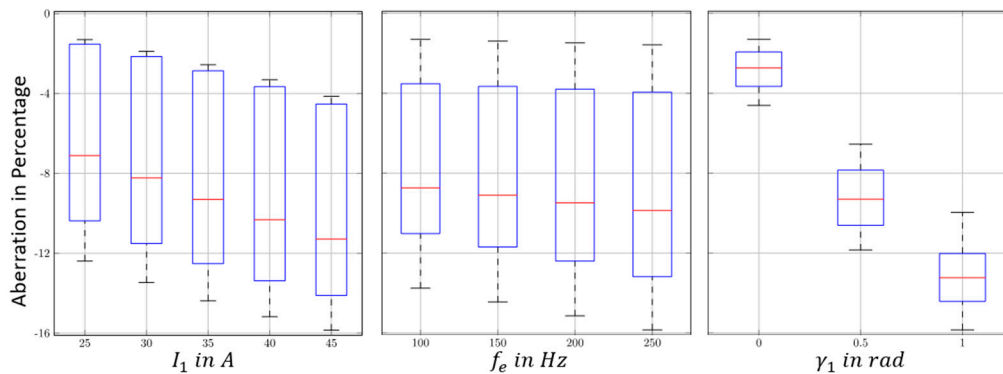 Aberration in Percentage
0
-4
-8
-12
-16
25 30 35 40 45
I₁ in A
100 150 200 250
fₑ in Hz
0 0.5 1
γ₁ in rad